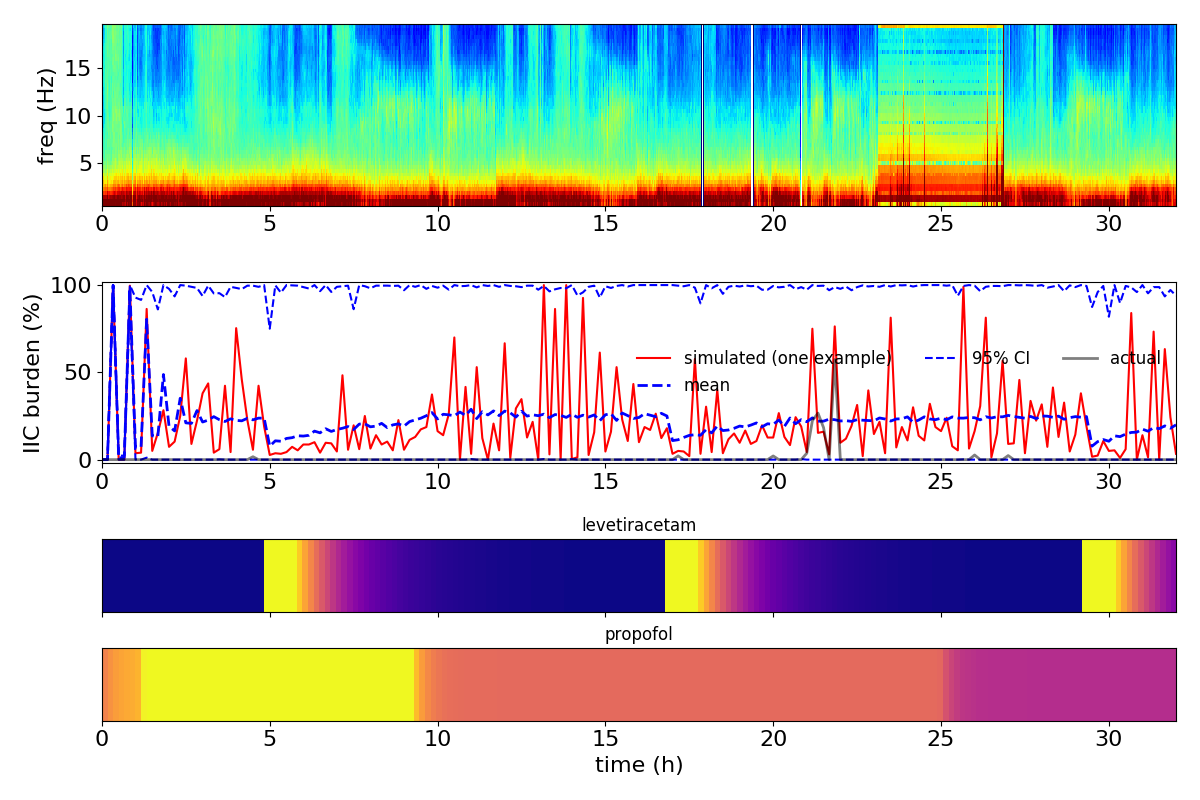 freq (Hz)
15
10
5
0 5 10 15 20 25 30
IIC burden (%)
100
50
0
simulated (one example) 95% CI actual
mean
0 5 10 15 20 25 30
levetiracetam
propofol
0 5 10 15 20 25 30
time (h)